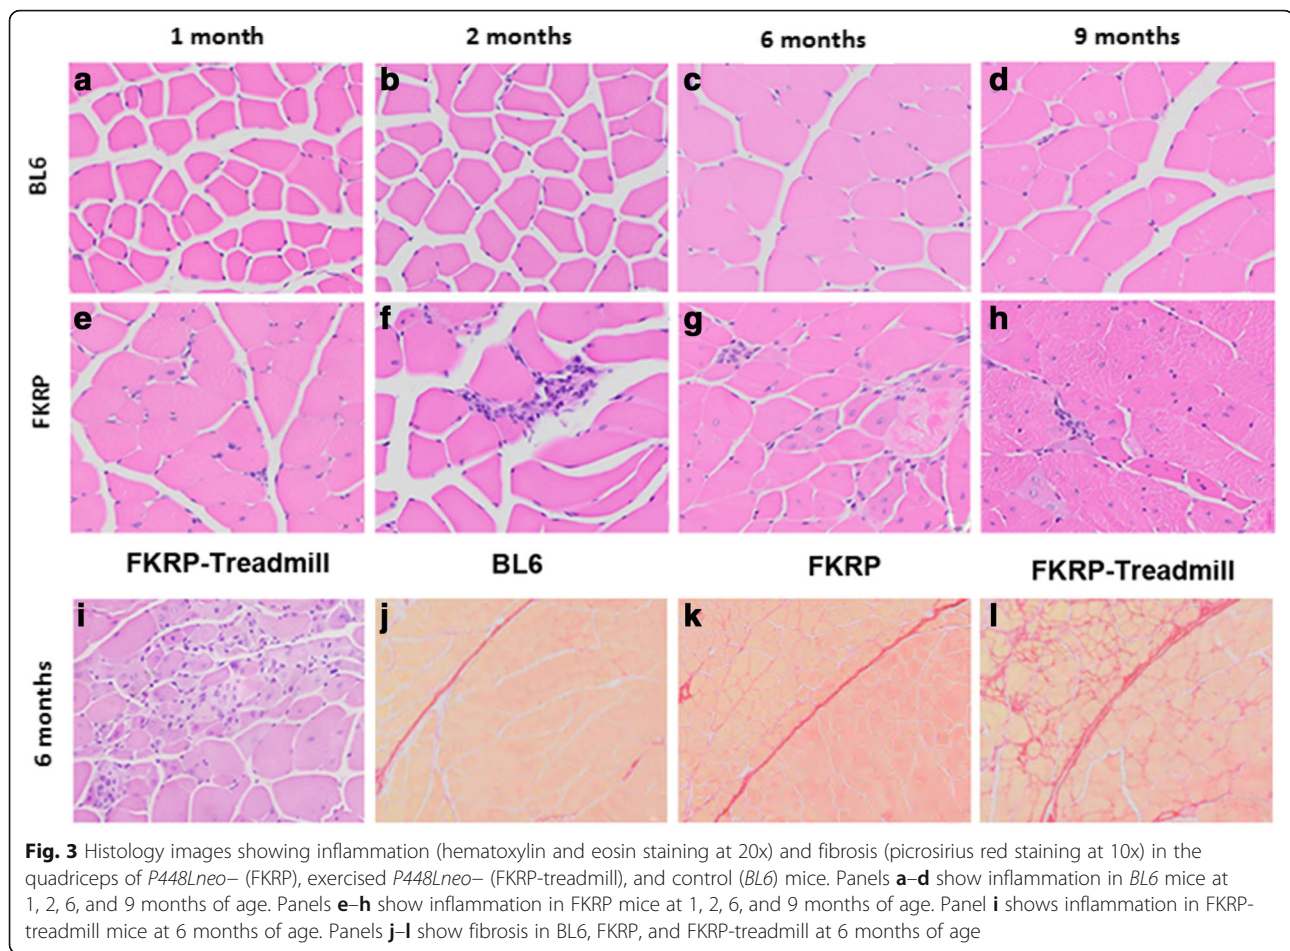 1 month 2 months 6 months 9 months
a b c d
BL6
e f g h
FKRP
FKRP-Treadmill BL6 FKRP FKRP-Treadmill
i j k l
6 months
Fig. 3 Histology images showing inflammation (hematoxylin and eosin staining at 20x) and fibrosis (picrosirius red staining at 10x) in the
quadriceps of P448Lneo− (FKRP), exercised P448Lneo− (FKRP-treadmill), and control (BL6) mice. Panels a–d show inflammation in BL6 mice at
1, 2, 6, and 9 months of age. Panels e–h show inflammation in FKRP mice at 1, 2, 6, and 9 months of age. Panel i shows inflammation in FKRP-
treadmill mice at 6 months of age. Panels j–l show fibrosis in BL6, FKRP, and FKRP-treadmill at 6 months of age